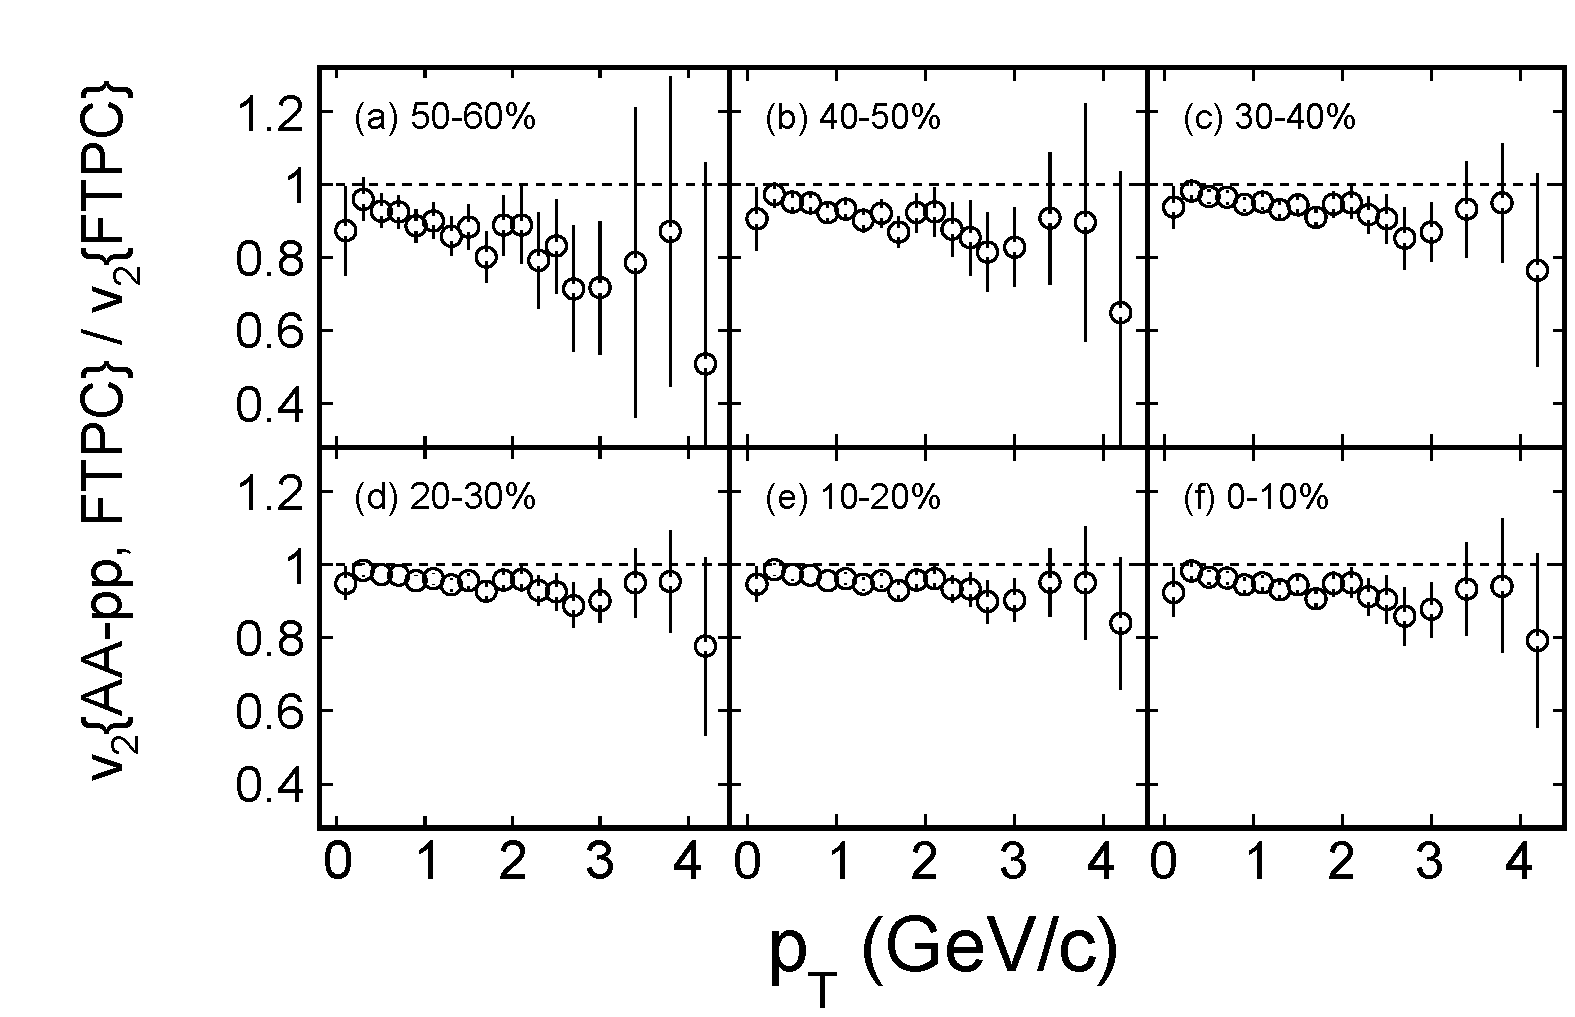 v2{AA-pp, FTPC} / v2{FTPC}
(a) 50-60%
(b) 40-50%
(c) 30-40%
1.2
1
0.8
0.6
0.4
(d) 20-30%
(e) 10-20%
(f) 0-10%
1.2
1
0.8
0.6
0.4
0 1 2 3 4 0 1 2 3 4 0 1 2 3 4
pT (GeV/c)